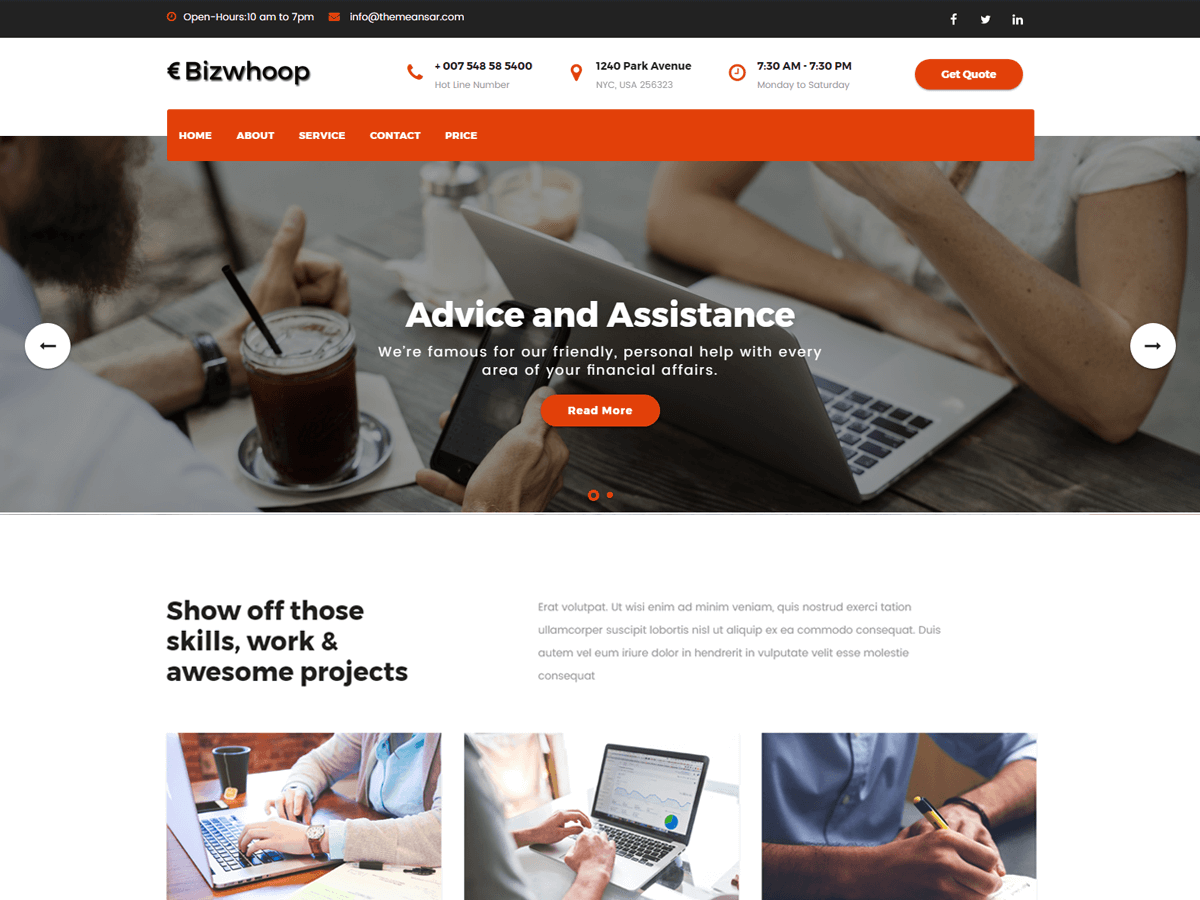 Open-Hours:10 am to 7pm info@themeansar.com
€ Bizwhoop
+ 007 548 58 5400
Hot Line Number
1240 Park Avenue
NYC, USA 256323
7:30 AM - 7:30 PM
Monday to Saturday
Get Quote
HOME ABOUT SERVICE CONTACT PRICE
Advice and Assistance
We're famous for our friendly, personal help with every
area of your financial affairs.
Read More
Show off those
skills, work &
awesome projects
Erat volutpat. Ut wisi enim ad minim veniam, quis nostrud exerci tation
ullamcorper suscipit lobortis nisl ut aliquip ex ea commodo consequat. Duis
autem vel eum iriure dolor in hendrerit in vulputate velit esse molestie
consequat